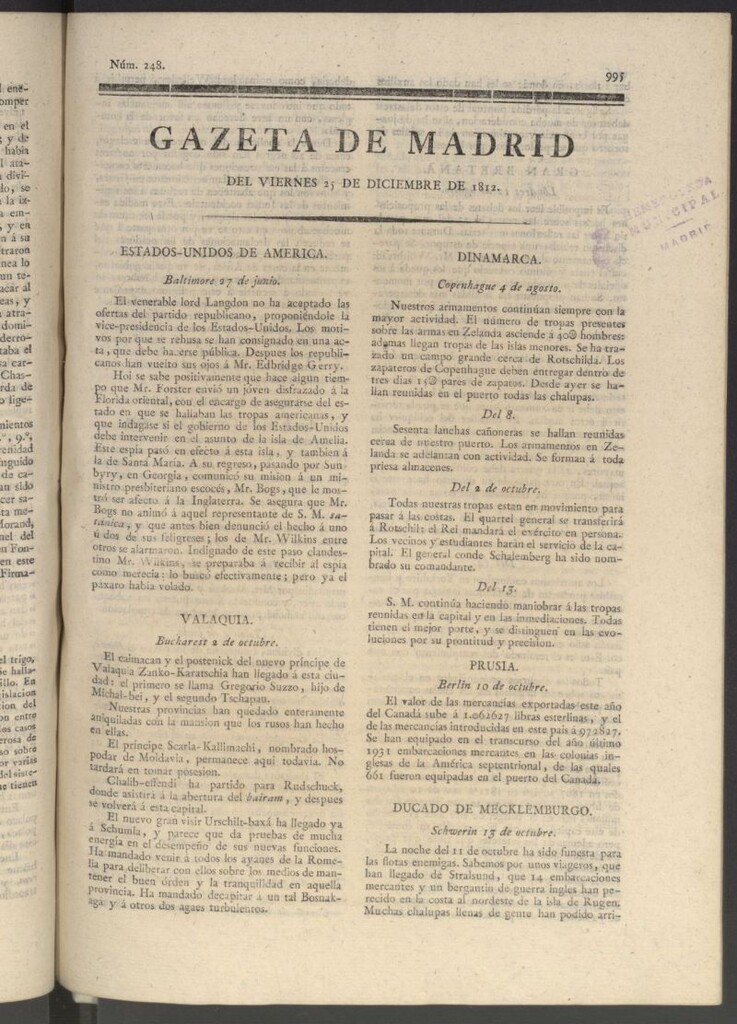 Núm. 248.
995
GAZETA DE MADRID
DEL VIERNES 25 DE DICIEMBRE DE 1812.
ESTADOS-UNIDOS DE AMERICA.
Baltimore 27 de junio.
El venerable lord Langdon no ha aceptado las
ofertas del partido republicano, proponiéndole la
vice-presidencia de los Estados-Unidos. Los moti-
vos por que se rehusa se han consignado en una ac-
ta, que debe hacerse pública. Despues los republi-
canos han vuelto sus ojos á Mr. Edbridge Gerry.
Hoi se sabe positivamente que hace algun tiem-
po que Mr. Forster envió un jóven disfrazado á la
Florida oriental, con el encargo de asegurarse del es-
tado en que se hallaban las tropas americanas, y
que indagase si el gobierno de los Estados-Unidos
debe intervenir en el asunto de la isla de Amelia.
Este espía pasó en efecto á esta isla, y tambien á
la de Santa María. A su regreso, pasando por Sun-
byry, en Georgia, comunicó su mision á un mi-
nistro presbiteriano escocés, Mr. Bogs, que le mos-
tró ser afecto á la Inglaterra. Se asegura que Mr.
Bogs no animó á aquel representante de S. M. sa-
tánica, y que antes bien denunció el hecho á uno
ú dos de sus feligreses; los de Mr. Wilkins entre
otros se alarmaron. Indignado de este paso clandes-
tino Mr. Wilkins, se preparaba á recibir al espía
como merecia: lo buscó efectivamente; pero ya el
páxaro habia volado.
VALAQUIA.
Bucharest 2 de octubre.
El caimacan y el postenick del nuevo príncipe de
Valaquia Zanko-Karatschia han llegado á esta ciu-
dad: el primero se llama Gregorio Suzzo, hijo de
Michal-bei, y el segundo Tschapau.
Nuestras provincias han quedado enteramente
aniquiladas con la mansion que los rusos han hecho
en ellas.
El príncipe Scarla-Kallimachi, nombrado hos-
podar de Moldavia, permanece aqui todavia. No
tardará en tomar posesion.
Chalib-effendi ha partido para Rudschuck,
donde asistirá á la abertura del bairam, y despues
se volverá á esta capital.
El nuevo gran visir Urschilt-baxá ha llegado ya
á Schumla, y parece que da pruebas de mucha
energía en el desempeño de sus nuevas funciones.
Ha mandado venir á todos los ayanes de la Rome-
lia para deliberar con ellos sobre los medios de man-
tener el buen órden y la tranquilidad en aquella
provincia. Ha mandado decapitar á un tal Bosnak-
aga y á otros dos agaes turbulentos.
DINAMARCA.
Copenhague 4 de agosto.
Nuestros armamentos continúan siempre con la
mayor actividad. El número de tropas presentes
sobre las armas en Zelanda asciende á 40@ hombres:
ademas llegan tropas de las islas menores. Se ha tra-
zado un campo grande cerca de Rotschilda. Los
zapateros de Copenhague deben entregar dentro de
tres dias 15@ pares de zapatos. Desde ayer se ha-
llan reunidas en el puerto todas las chalupas.
Del 8.
Sesenta lanchas cañoneras se hallan reunidas
cerca de nuestro puerto. Los armamentos en Ze-
landa se adelantan con actividad. Se forman á toda
priesa almacenes.
Del 2 de octubre.
Todas nuestras tropas estan en movimiento para
pasar á las costas. El quartel general se transferirá
á Rotschilt el Rei mandará el exército en persona.
Los vecinos y estudiantes harán el servicio de la ca-
pital. El general conde Schalemberg ha sido nom-
brado su comandante.
Del 13.
S. M. continúa haciendo maniobrar á las tropas
reunidas en la capital y en las inmediaciones. Todas
tienen el mejor porte, y se distinguen en las evo-
luciones por su prontitud y precision.
PRUSIA.
Berlin 10 de octubre.
El valor de las mercancías exportadas este año
del Canadá sube á 1.062627 libras esterlinas, y el
de las mercancías introducidas en este pais á 972827.
Se han equipado en el transcurso del año último
1931 embarcaciones mercantes en las colonias in-
glesas de la América septentrional, de las quales
661 fueron equipadas en el puerto del Canadá.
DUCADO DE MECKLEMBURGO.
Schwerin 13 de octubre.
La noche del 11 de octubre ha sido funesta para
las flotas enemigas. Sabemos por unos viageros, que
han llegado de Stralsund, que 14 embarcaciones
mercantes y un bergantin de guerra ingles han pe-
recido en la costa al nordeste de la isla de Rugen.
Muchas chalupas llenas de gente han podido arri-
MUNICIPAL
MADRID